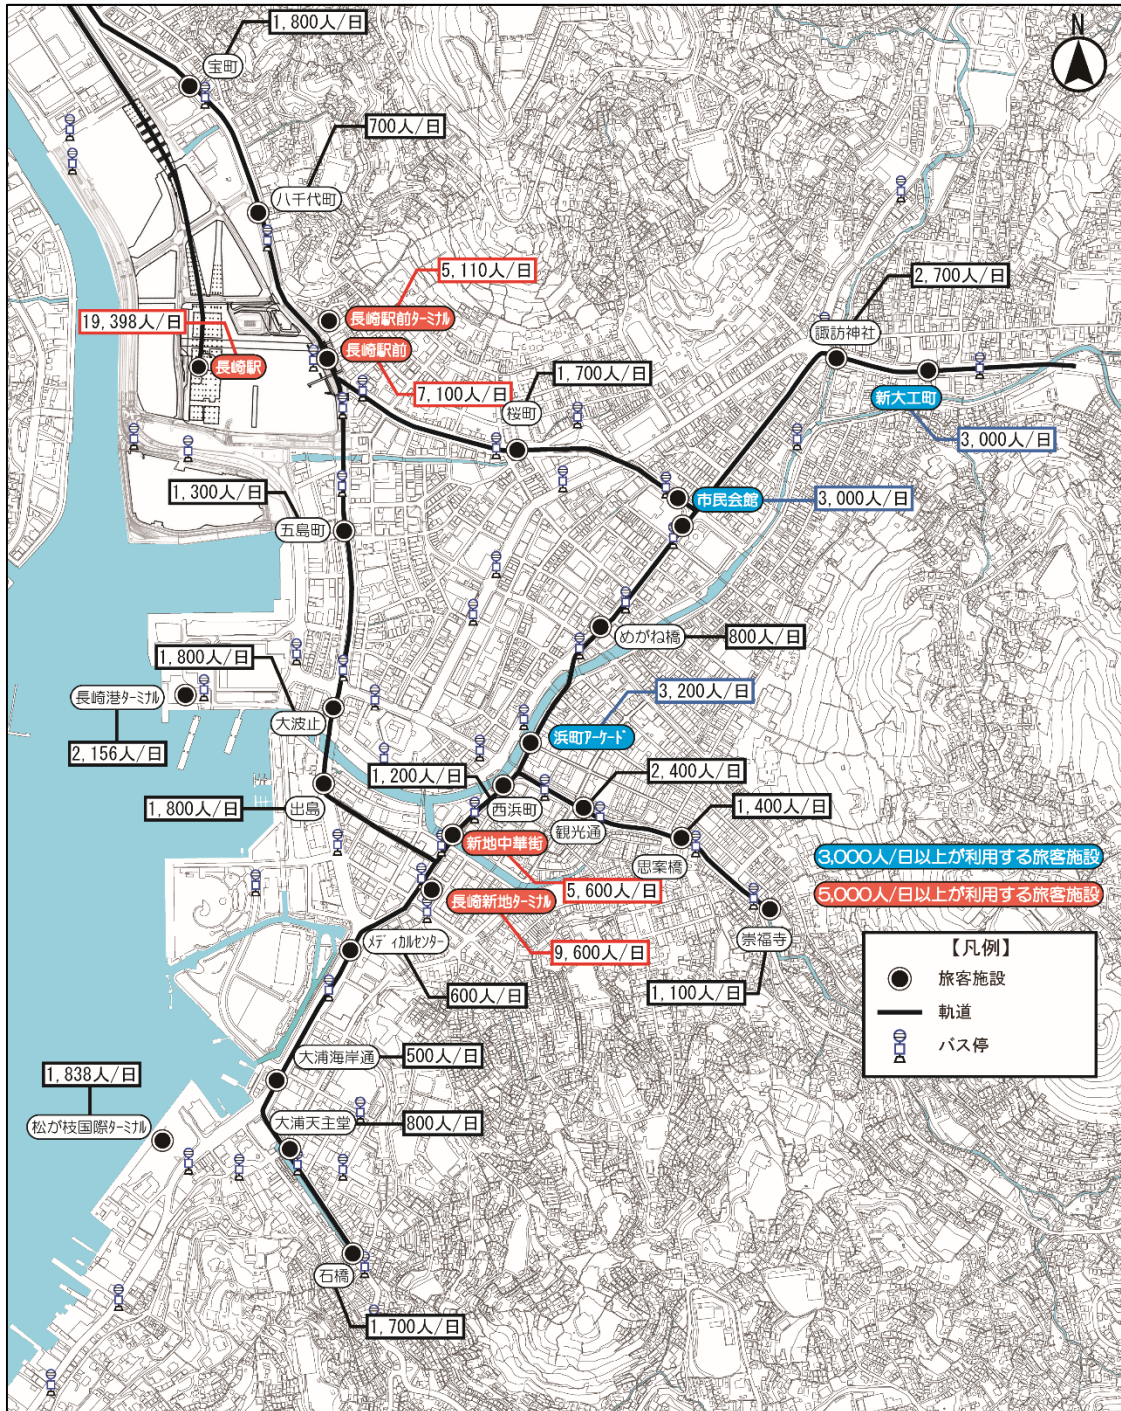 1,800人/日
宝町
N
700人/日
八千代町
5,110人/日
長崎駅前ターミナル
19,398人/日
長崎駅
長崎駅前
7,100人/日
2,700人/日
諏訪神社
新大工町
3,000人/日
1,700人/日
桜町
市民会館
3,000人/日
1,300人/日
五島町
めがね橋
800人/日
1,800人/日
長崎港ターミナル
大波止
2,156人/日
3,200人/日
浜町アーケード
1,200人/日
西浜町
2,400人/日
観光通
1,400人/日
思案橋
1,800人/日
出島
新地中華街
5,600人/日
長崎新地ターミナル
9,600人/日
3,000人/日以上が利用する旅客施設
5,000人/日以上が利用する旅客施設
崇福寺
1,100人/日
メディカルセンター
600人/日
【凡例】
旅客施設
軌道
バス停
大浦海岸通
500人/日
1,838人/日
松が枝国際ターミナル
大浦天主堂
800人/日
石橋
1,700人/日